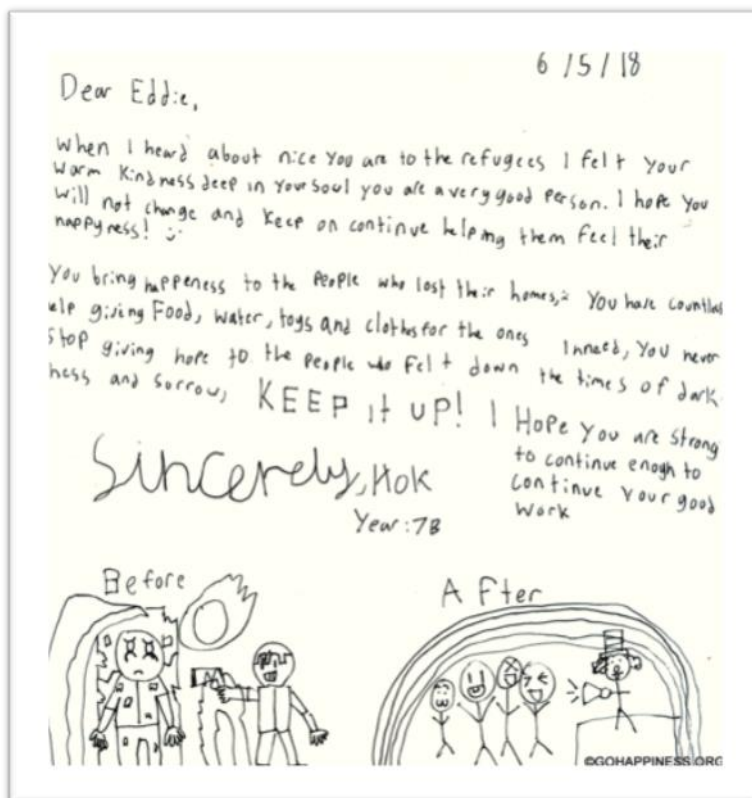 6/5/18
Dear Eddie,
When I heard about nice you are to the refugees I felt your
warm kindness deep in your soul you are a very good person. I hope you
will not change and keep on continue helping them feel their
happyness!
You bring happeness to the people who lost their homes, You have countles
elp giving Food, water, toys and clothes for the ones Inneed, You never
stop giving hope to the people who felt down the times of dark
ness and sorrow, KEEP it UP! I Hope you are strong
to continue enogh to
continue your good
work
Sincerely, Hok
Year: 7B
Before
AFter
©GOHAPPINESS.ORG